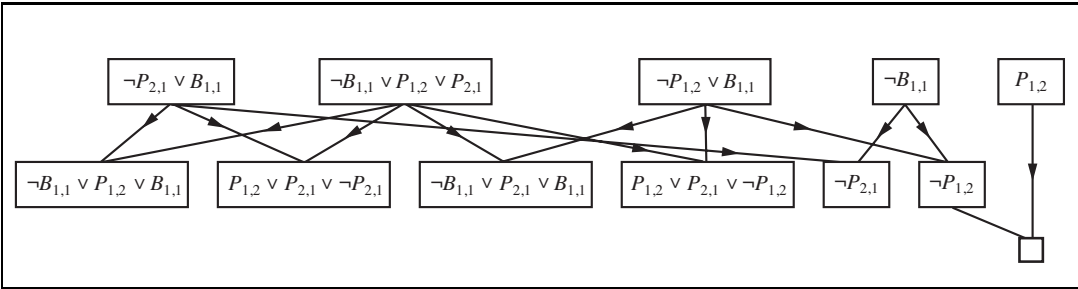 ¬P2,1 ∨ B1,1
¬B1,1 ∨ P1,2 ∨ P2,1
¬P1,2 ∨ B1,1
¬B1,1
P1,2
¬B1,1 ∨ P1,2 ∨ B1,1
P1,2 ∨ P2,1 ∨ ¬P2,1
¬B1,1 ∨ P2,1 ∨ B1,1
P1,2 ∨ P2,1 ∨ ¬P1,2
¬P2,1
¬P1,2